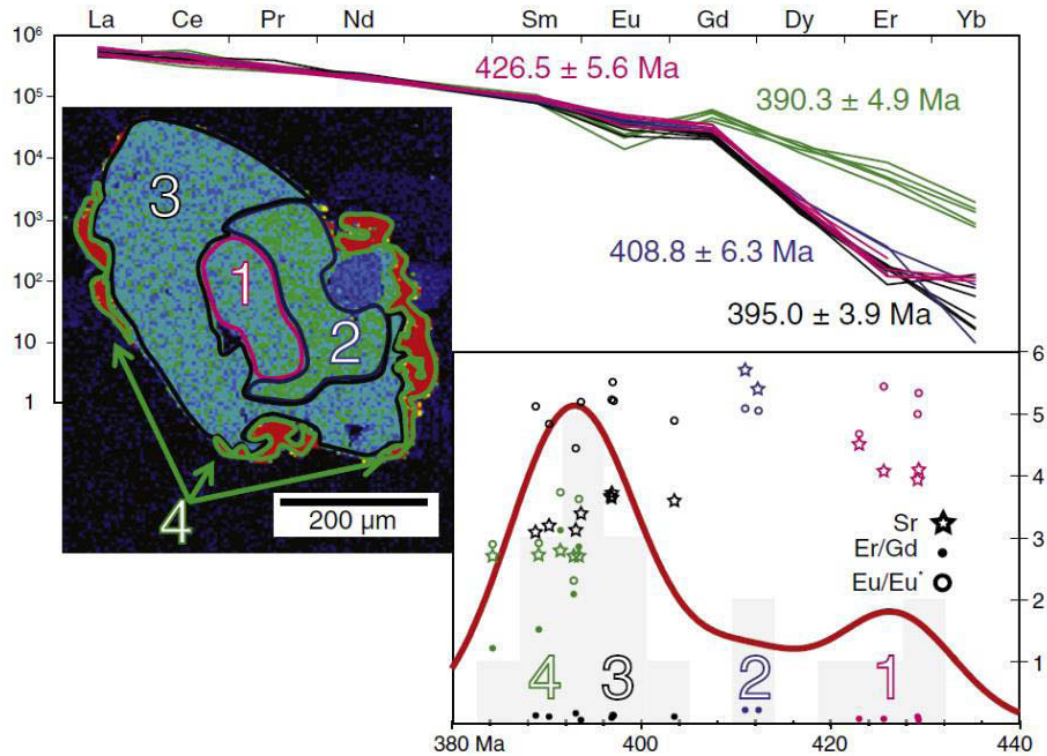 La Ce Pr Nd Sm Eu Gd Dy Er Yb
10⁶
10⁵
10⁴
10³
10²
10
1
426.5 ± 5.6 Ma
390.3 ± 4.9 Ma
408.8 ± 6.3 Ma
395.0 ± 3.9 Ma
3
1
2
4
200 µm
6
5
4
3
2
1
Sr
Er/Gd
Eu/Eu*
4 3 2 1
380 Ma 400 420 440